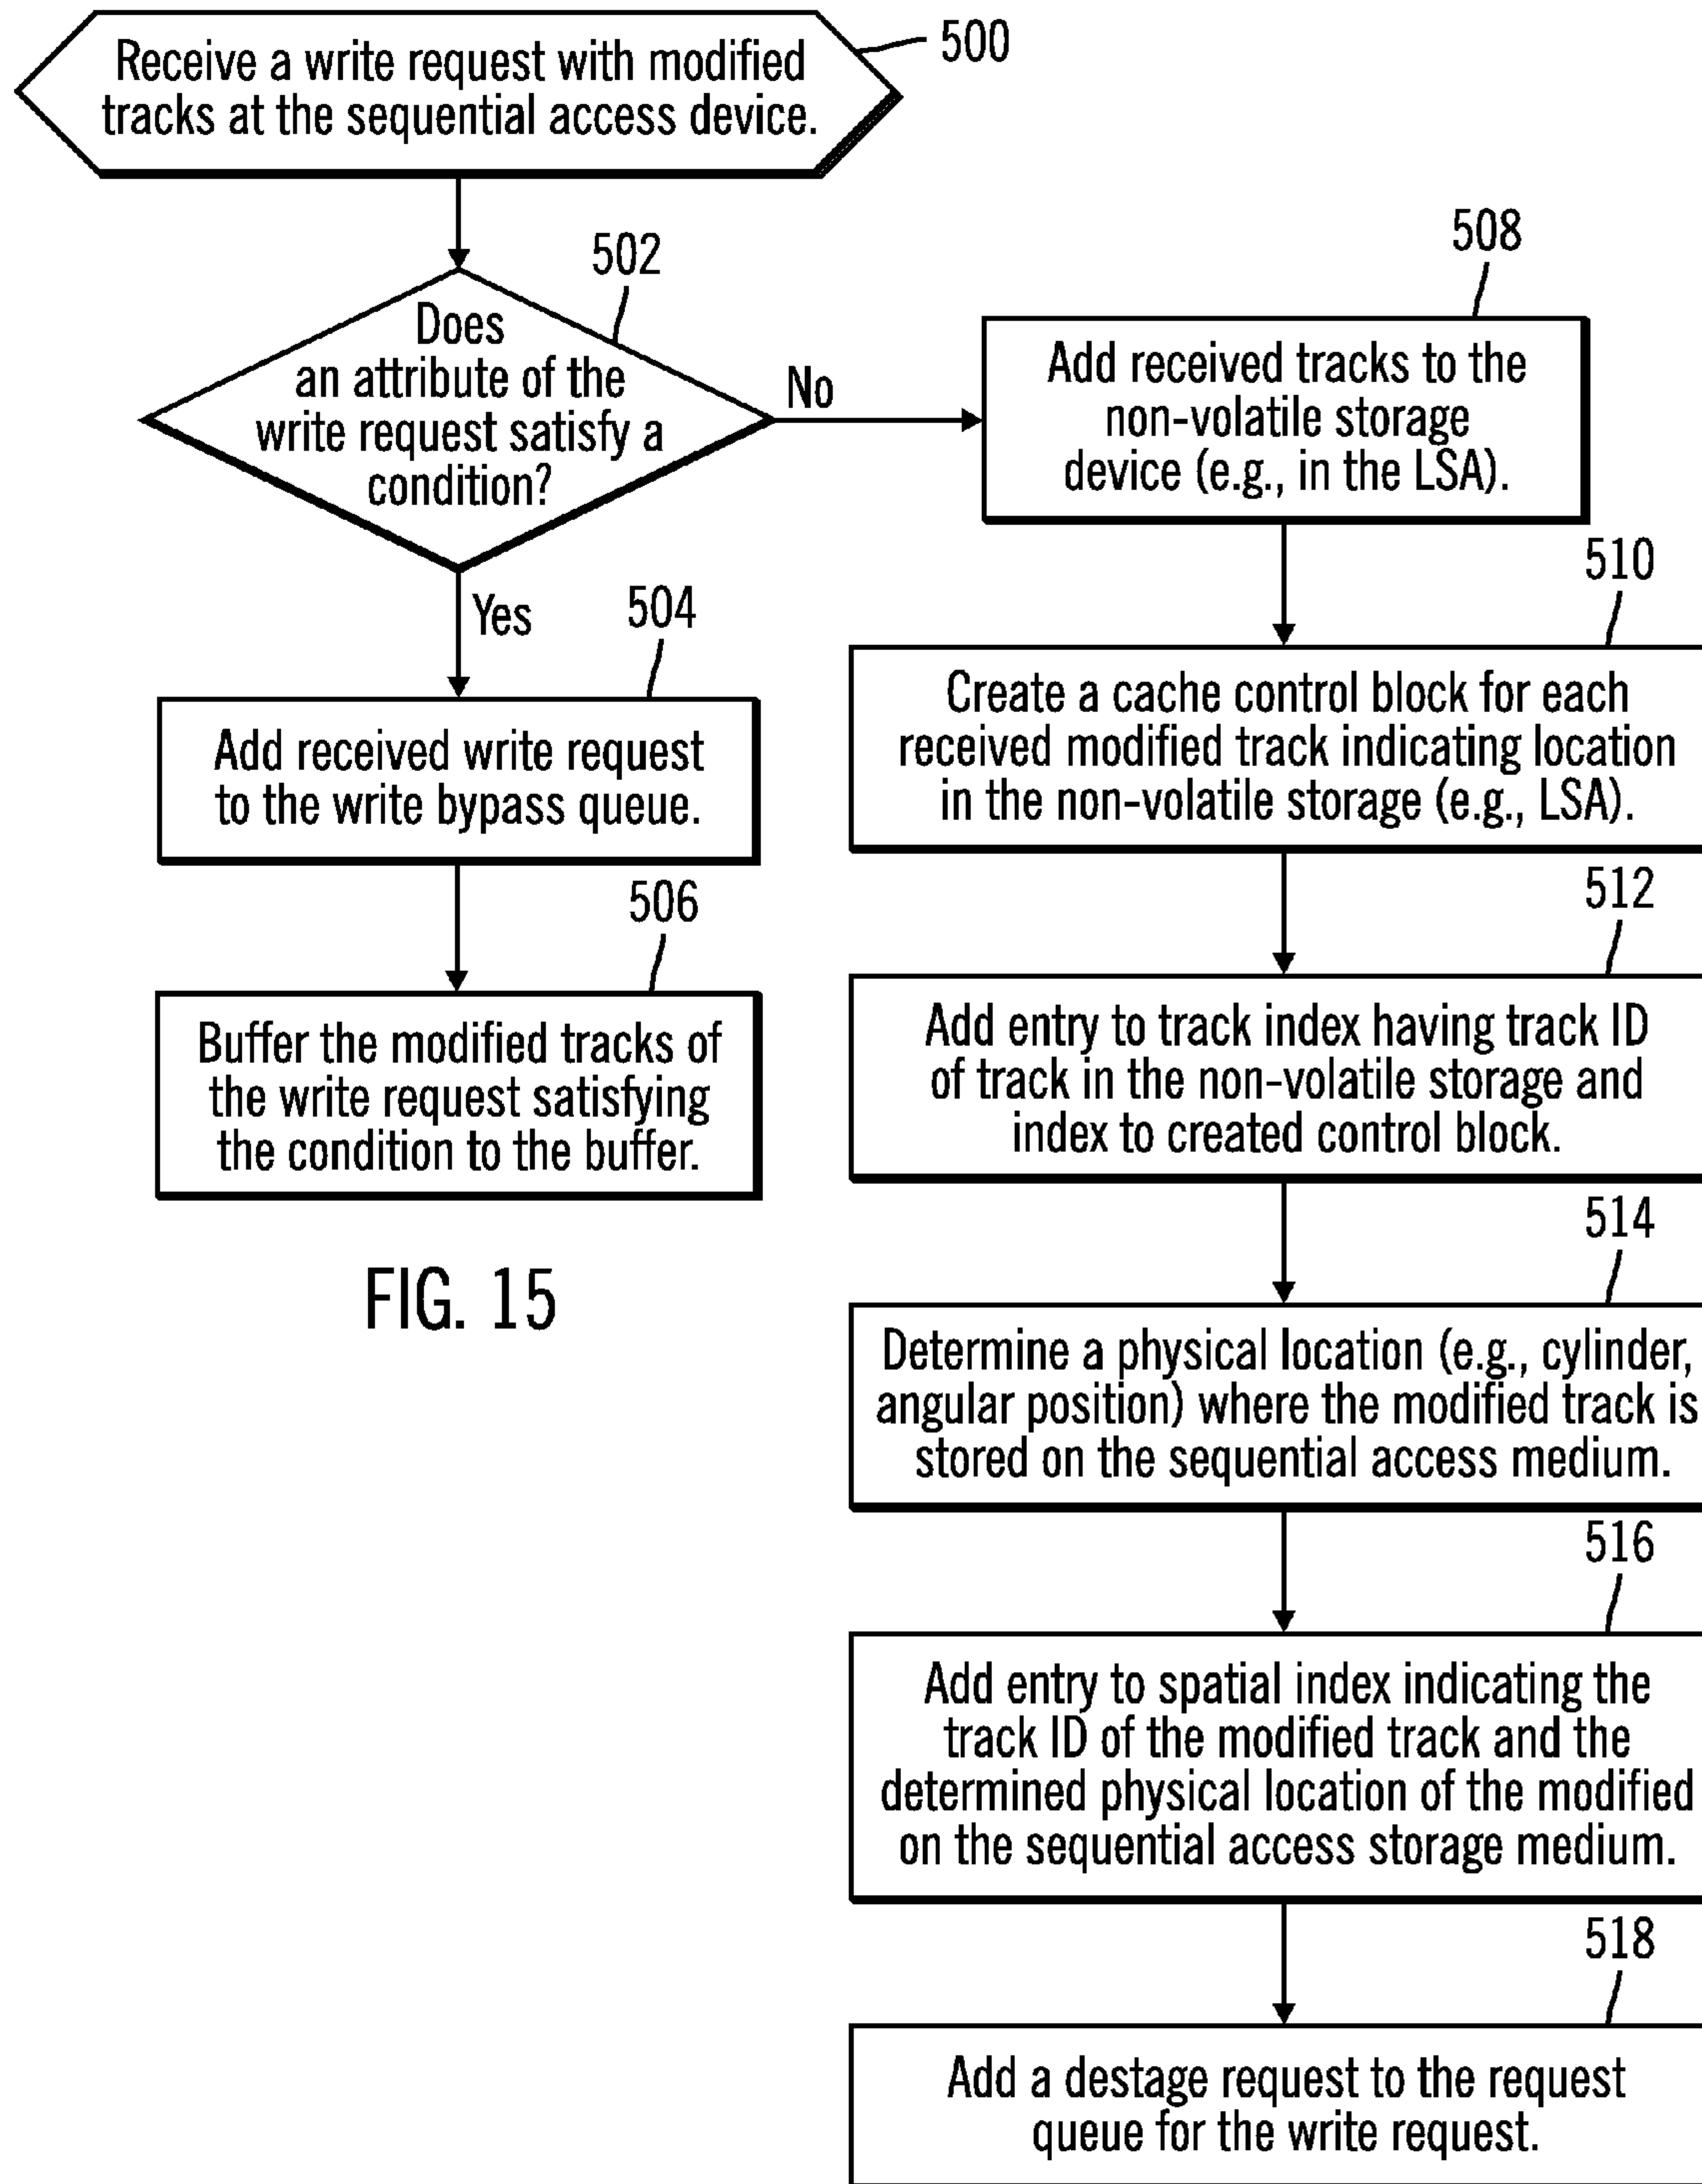 Receive a write request with modified
tracks at the sequential access device.
500
502
Does
an attribute of the
write request satisfy a
condition?
No
Yes
504
Add received write request
to the write bypass queue.
506
Buffer the modified tracks of
the write request satisfying
the condition to the buffer.
FIG. 15
508
Add received tracks to the
non-volatile storage
device (e.g., in the LSA).
510
Create a cache control block for each
received modified track indicating location
in the non-volatile storage (e.g., LSA).
512
Add entry to track index having track ID
of track in the non-volatile storage and
index to created control block.
514
Determine a physical location (e.g., cylinder,
angular position) where the modified track is
stored on the sequential access medium.
516
Add entry to spatial index indicating the
track ID of the modified track and the
determined physical location of the modified
on the sequential access storage medium.
518
Add a destage request to the request
queue for the write request.